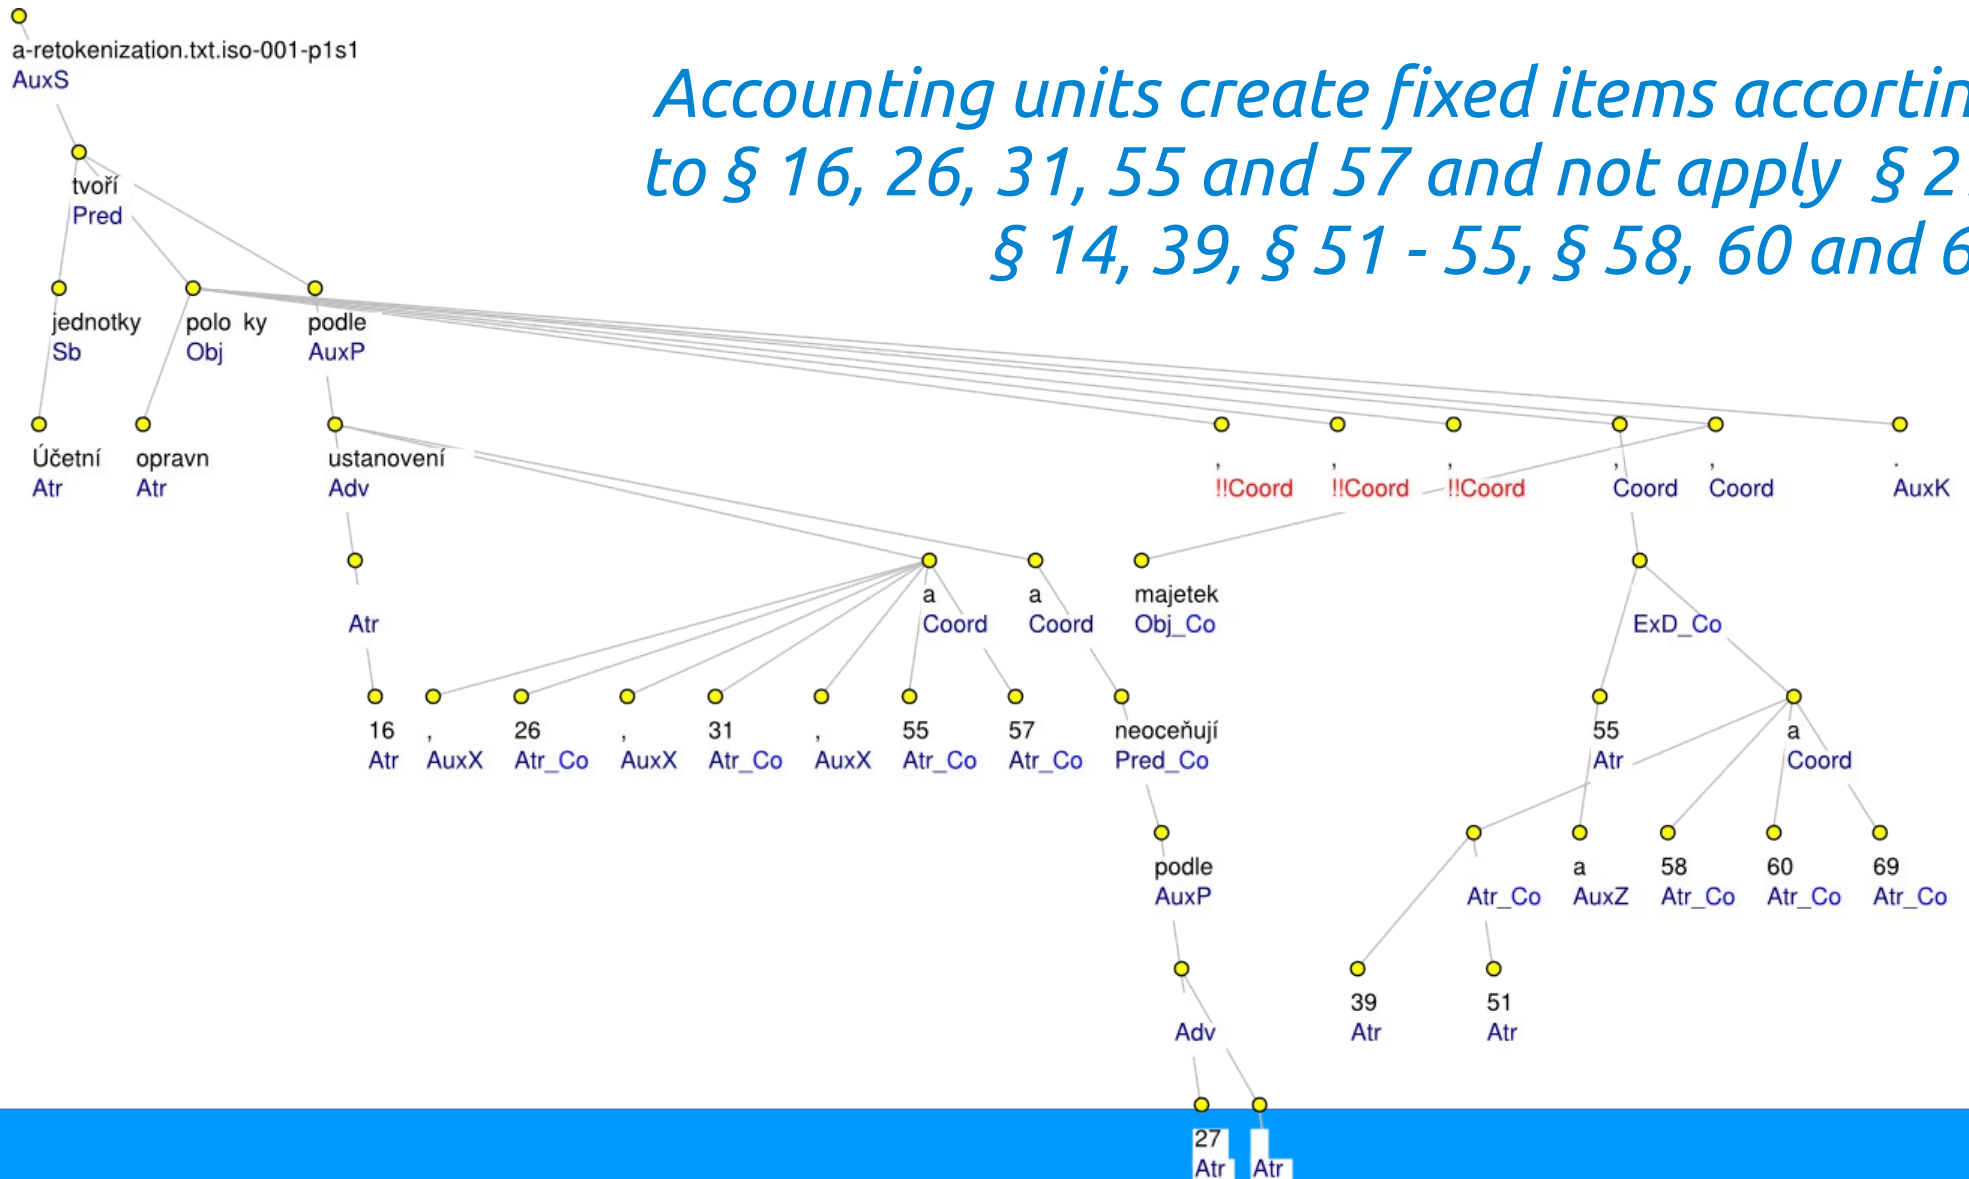 a-retokenization.txt.iso-001-p1s1
AuxS
Accounting units create fixed items accortin
to § 16, 26, 31, 55 and 57 and not apply § 2
§ 14, 39, § 51 - 55, § 58, 60 and 6
tvoří
Pred
jednotky polo ky podle
Sb Obj AuxP
Účetní opravn ustanovení , , , , , .
Atr Atr Adv !!Coord !!Coord !!Coord Coord Coord AuxK
a a majetek
Atr Coord Coord Obj_Co ExD_Co
16 , 26 , 31 , 55 57 neoceňují 55 a
Atr AuxX Atr_Co AuxX Atr_Co AuxX Atr_Co Atr_Co Pred_Co Atr Coord
podle a 58 60 69
AuxP Atr_Co AuxZ Atr_Co Atr_Co Atr_Co
39 51
Adv Atr Atr
27
Atr Atr